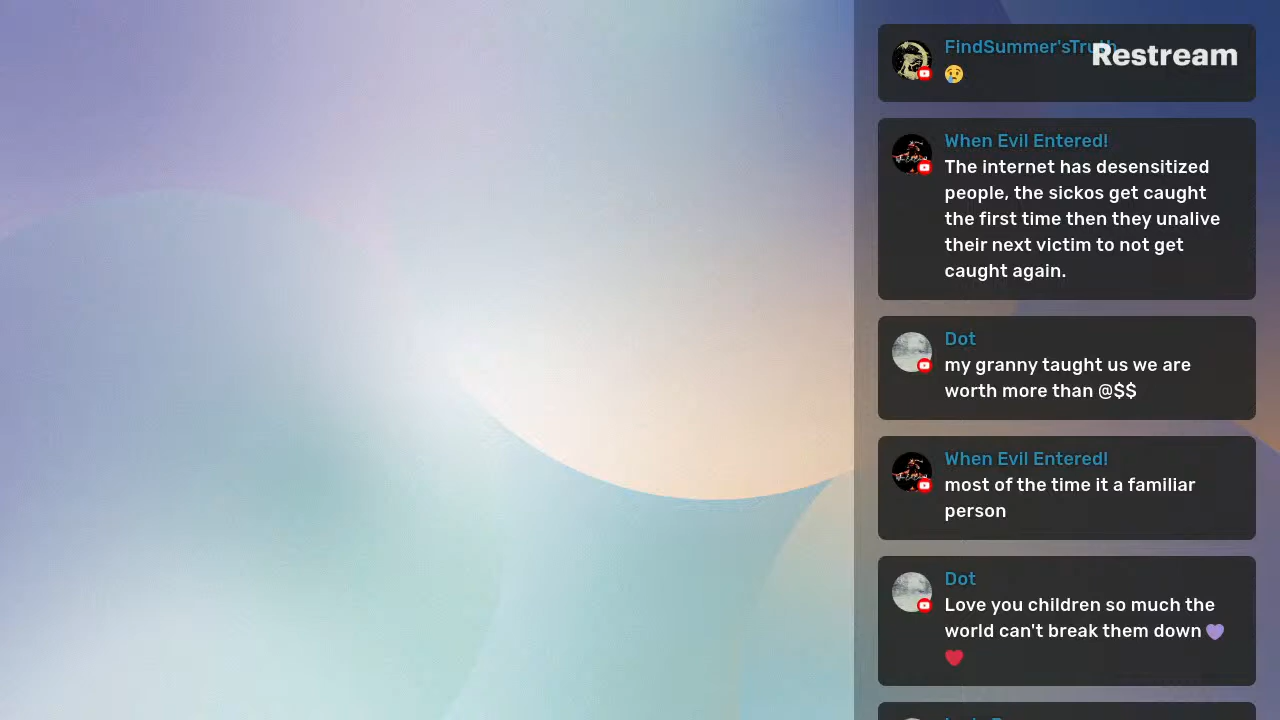 FindSummer'sTruth
Restream
😢
When Evil Entered!
The internet has desensitized
people, the sickos get caught
the first time then they unalive
their next victim to not get
caught again.
Dot
my granny taught us we are
worth more than @$$
When Evil Entered!
most of the time it a familiar
person
Dot
Love you children so much the
world can't break them down 💜
❤️